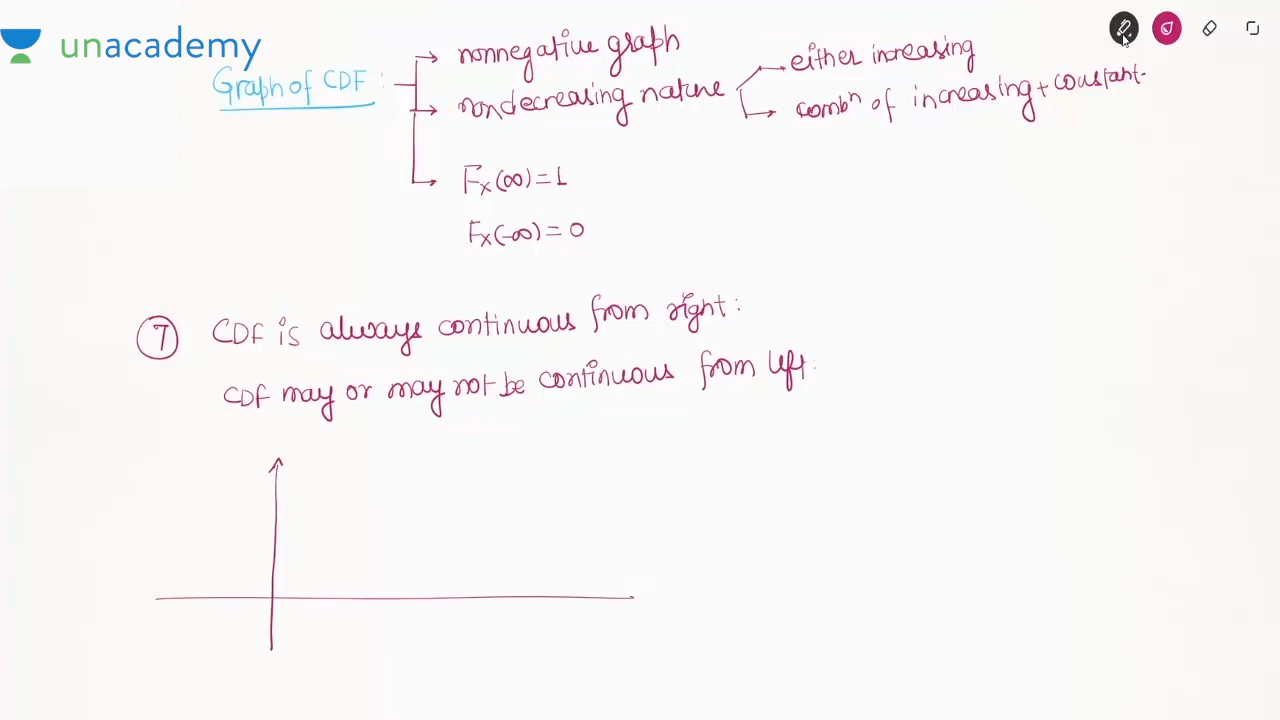 unacademy
Graph of CDF :
nonnegative graph
nondecreasing nature
either increasing
combⁿ of increasing + constant.
Fx(∞) = 1
Fx(-∞) = 0
7 CDF is always continuous from right :
CDF may or may not be continuous from left.